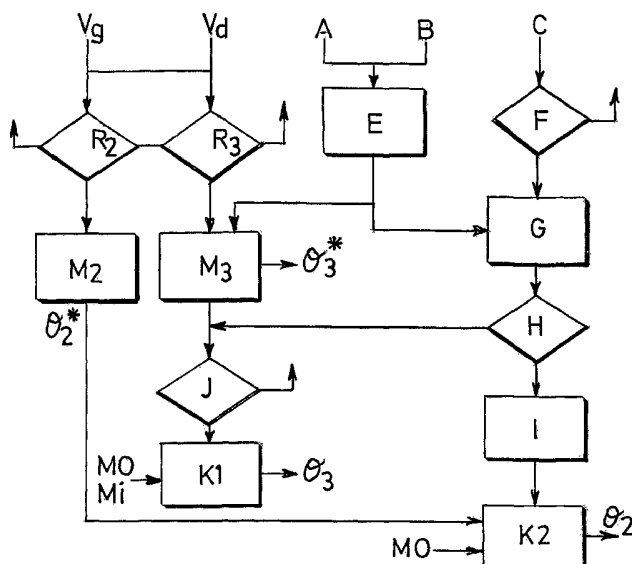 Vg Vd A B C
R2 R3 E F
M2 M3 θ3* G
θ2* H
J
I
MO
Mi K1 θ3
K2 θ2
MO